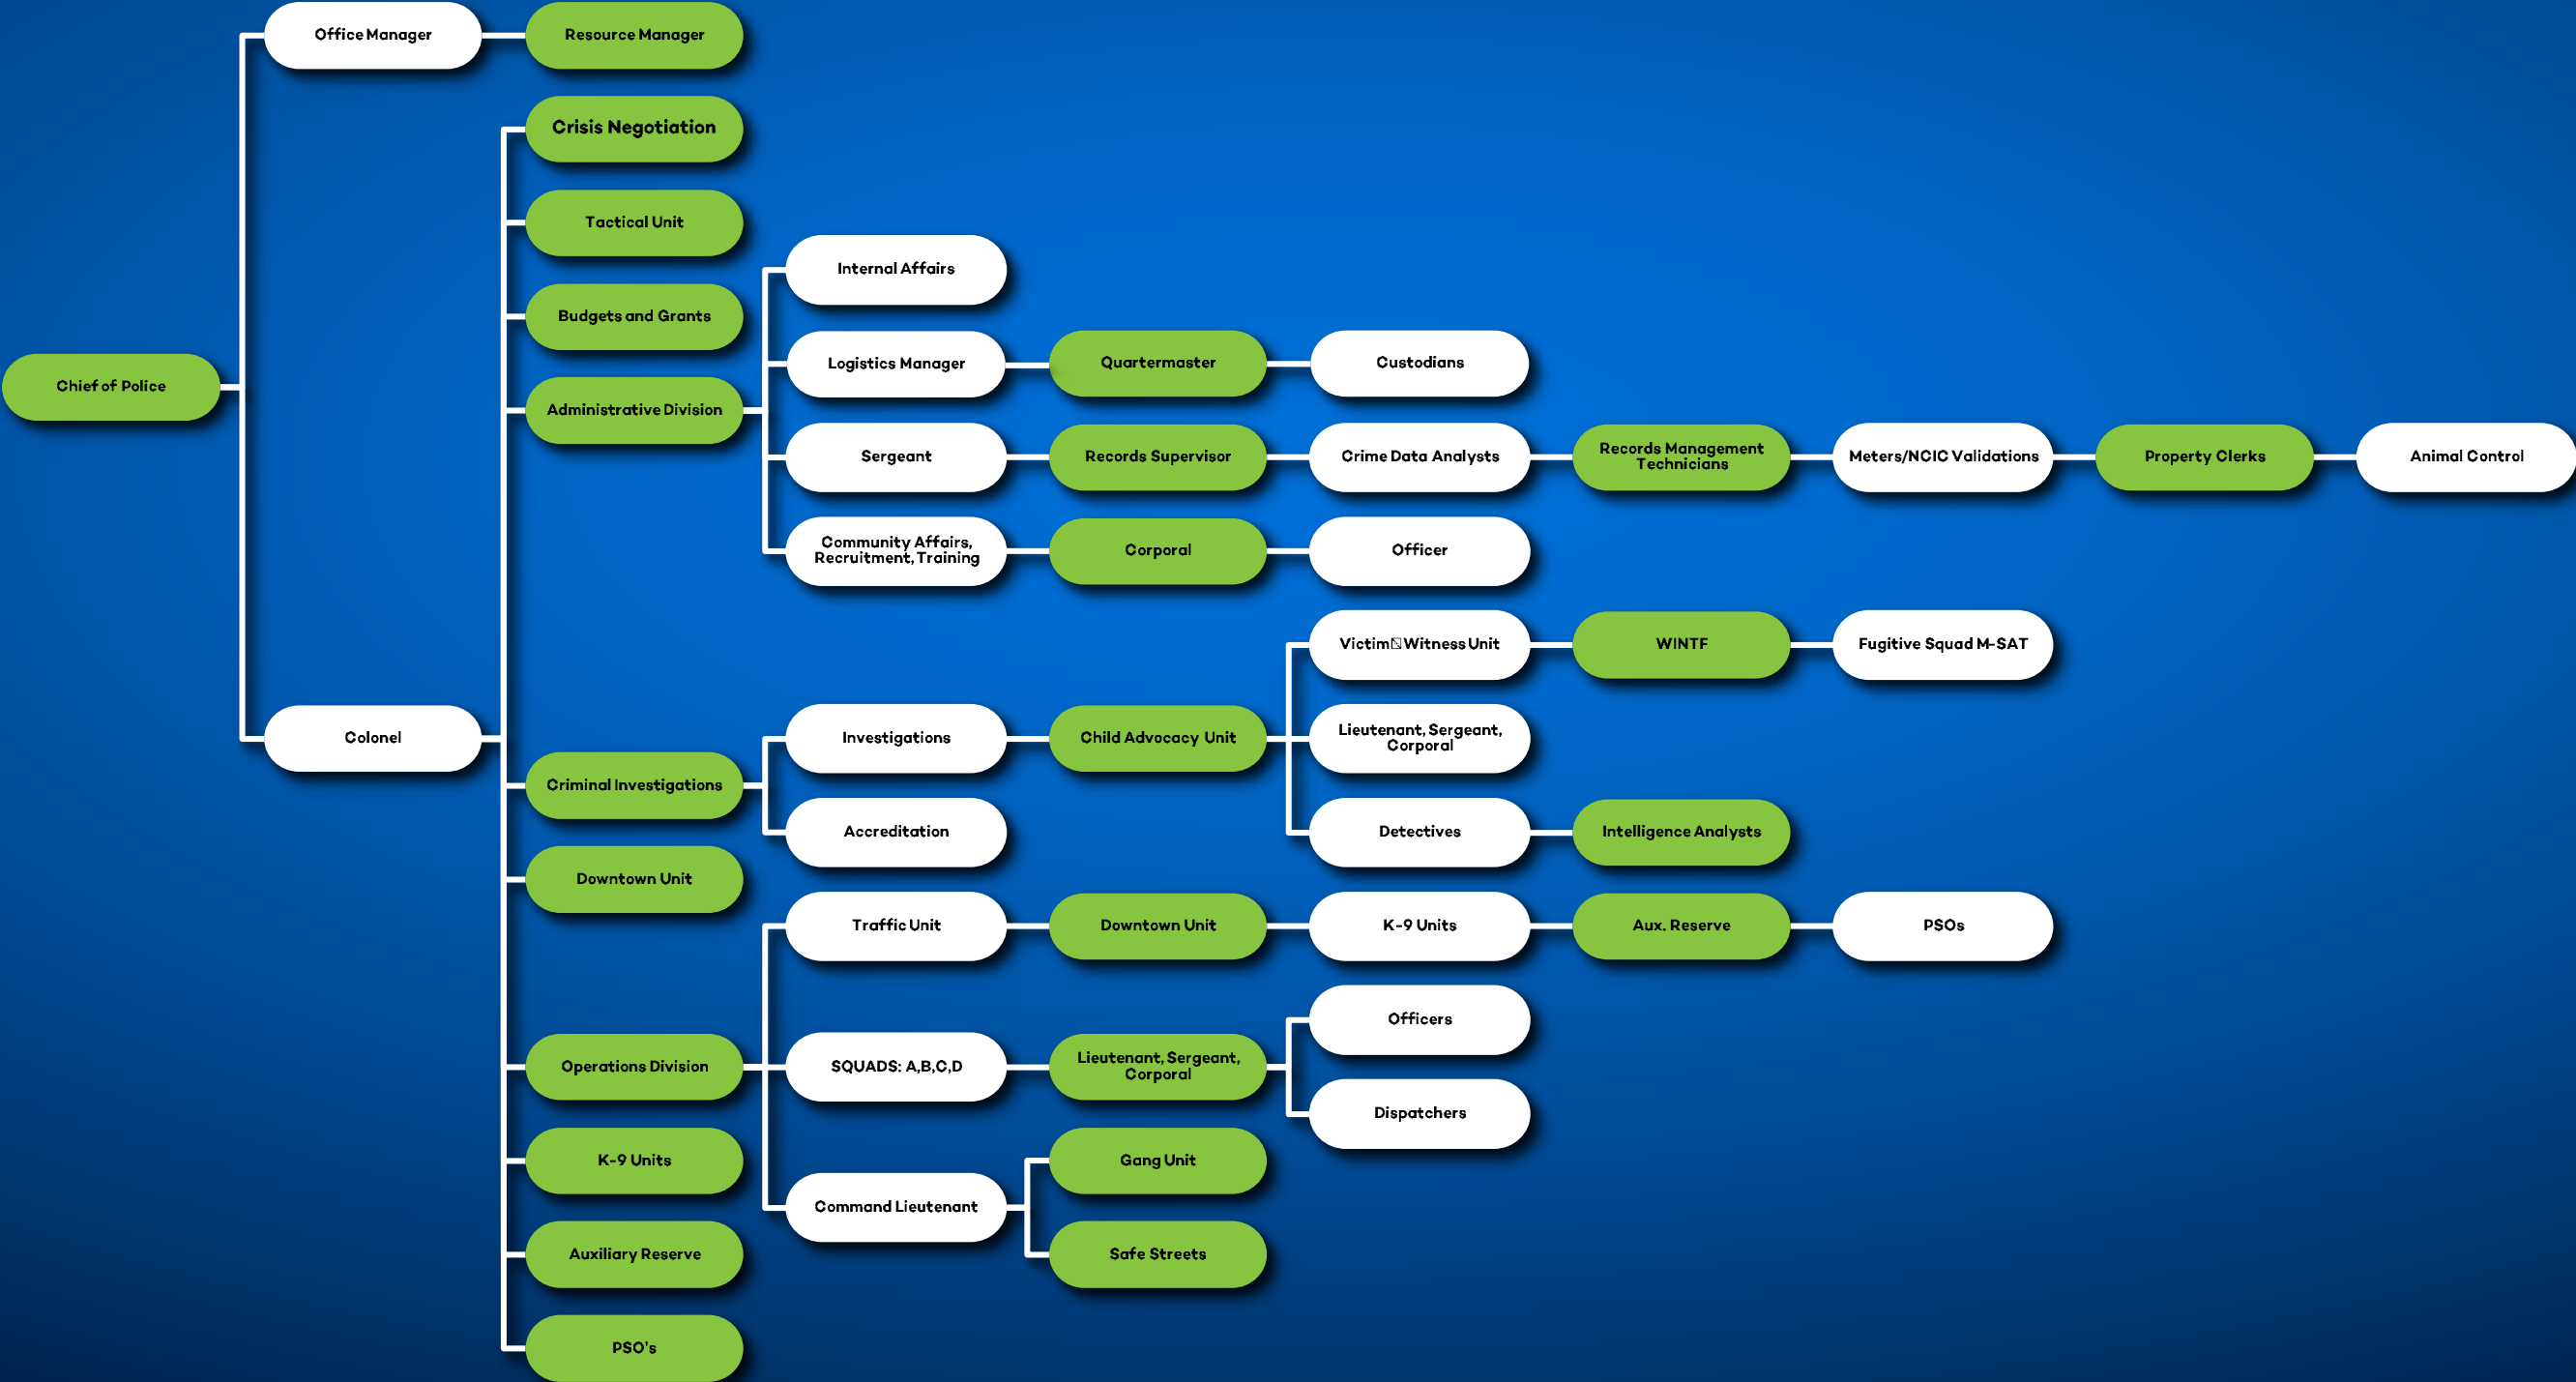 Office Manager
Resource Manager
Crisis Negotiation
Tactical Unit
Internal Affairs
Budgets and Grants
Logistics Manager
Quartermaster
Custodians
Chief of Police
Administrative Division
Sergeant
Records Supervisor
Crime Data Analysts
Records Management
Technicians
Meters/NCIC Validations
Property Clerks
Animal Control
Community Affairs,
Recruitment, Training
Corporal
Officer
Victim Witness Unit
WINTF
Fugitive Squad M-SAT
Colonel
Investigations
Child Advocacy Unit
Lieutenant, Sergeant,
Corporal
Criminal Investigations
Accreditation
Detectives
Intelligence Analysts
Downtown Unit
Traffic Unit
Downtown Unit
K-9 Units
Aux. Reserve
PSOs
Officers
Operations Division
SQUADS: A,B,C,D
Lieutenant, Sergeant,
Corporal
Dispatchers
K-9 Units
Gang Unit
Command Lieutenant
Auxiliary Reserve
Safe Streets
PSO's